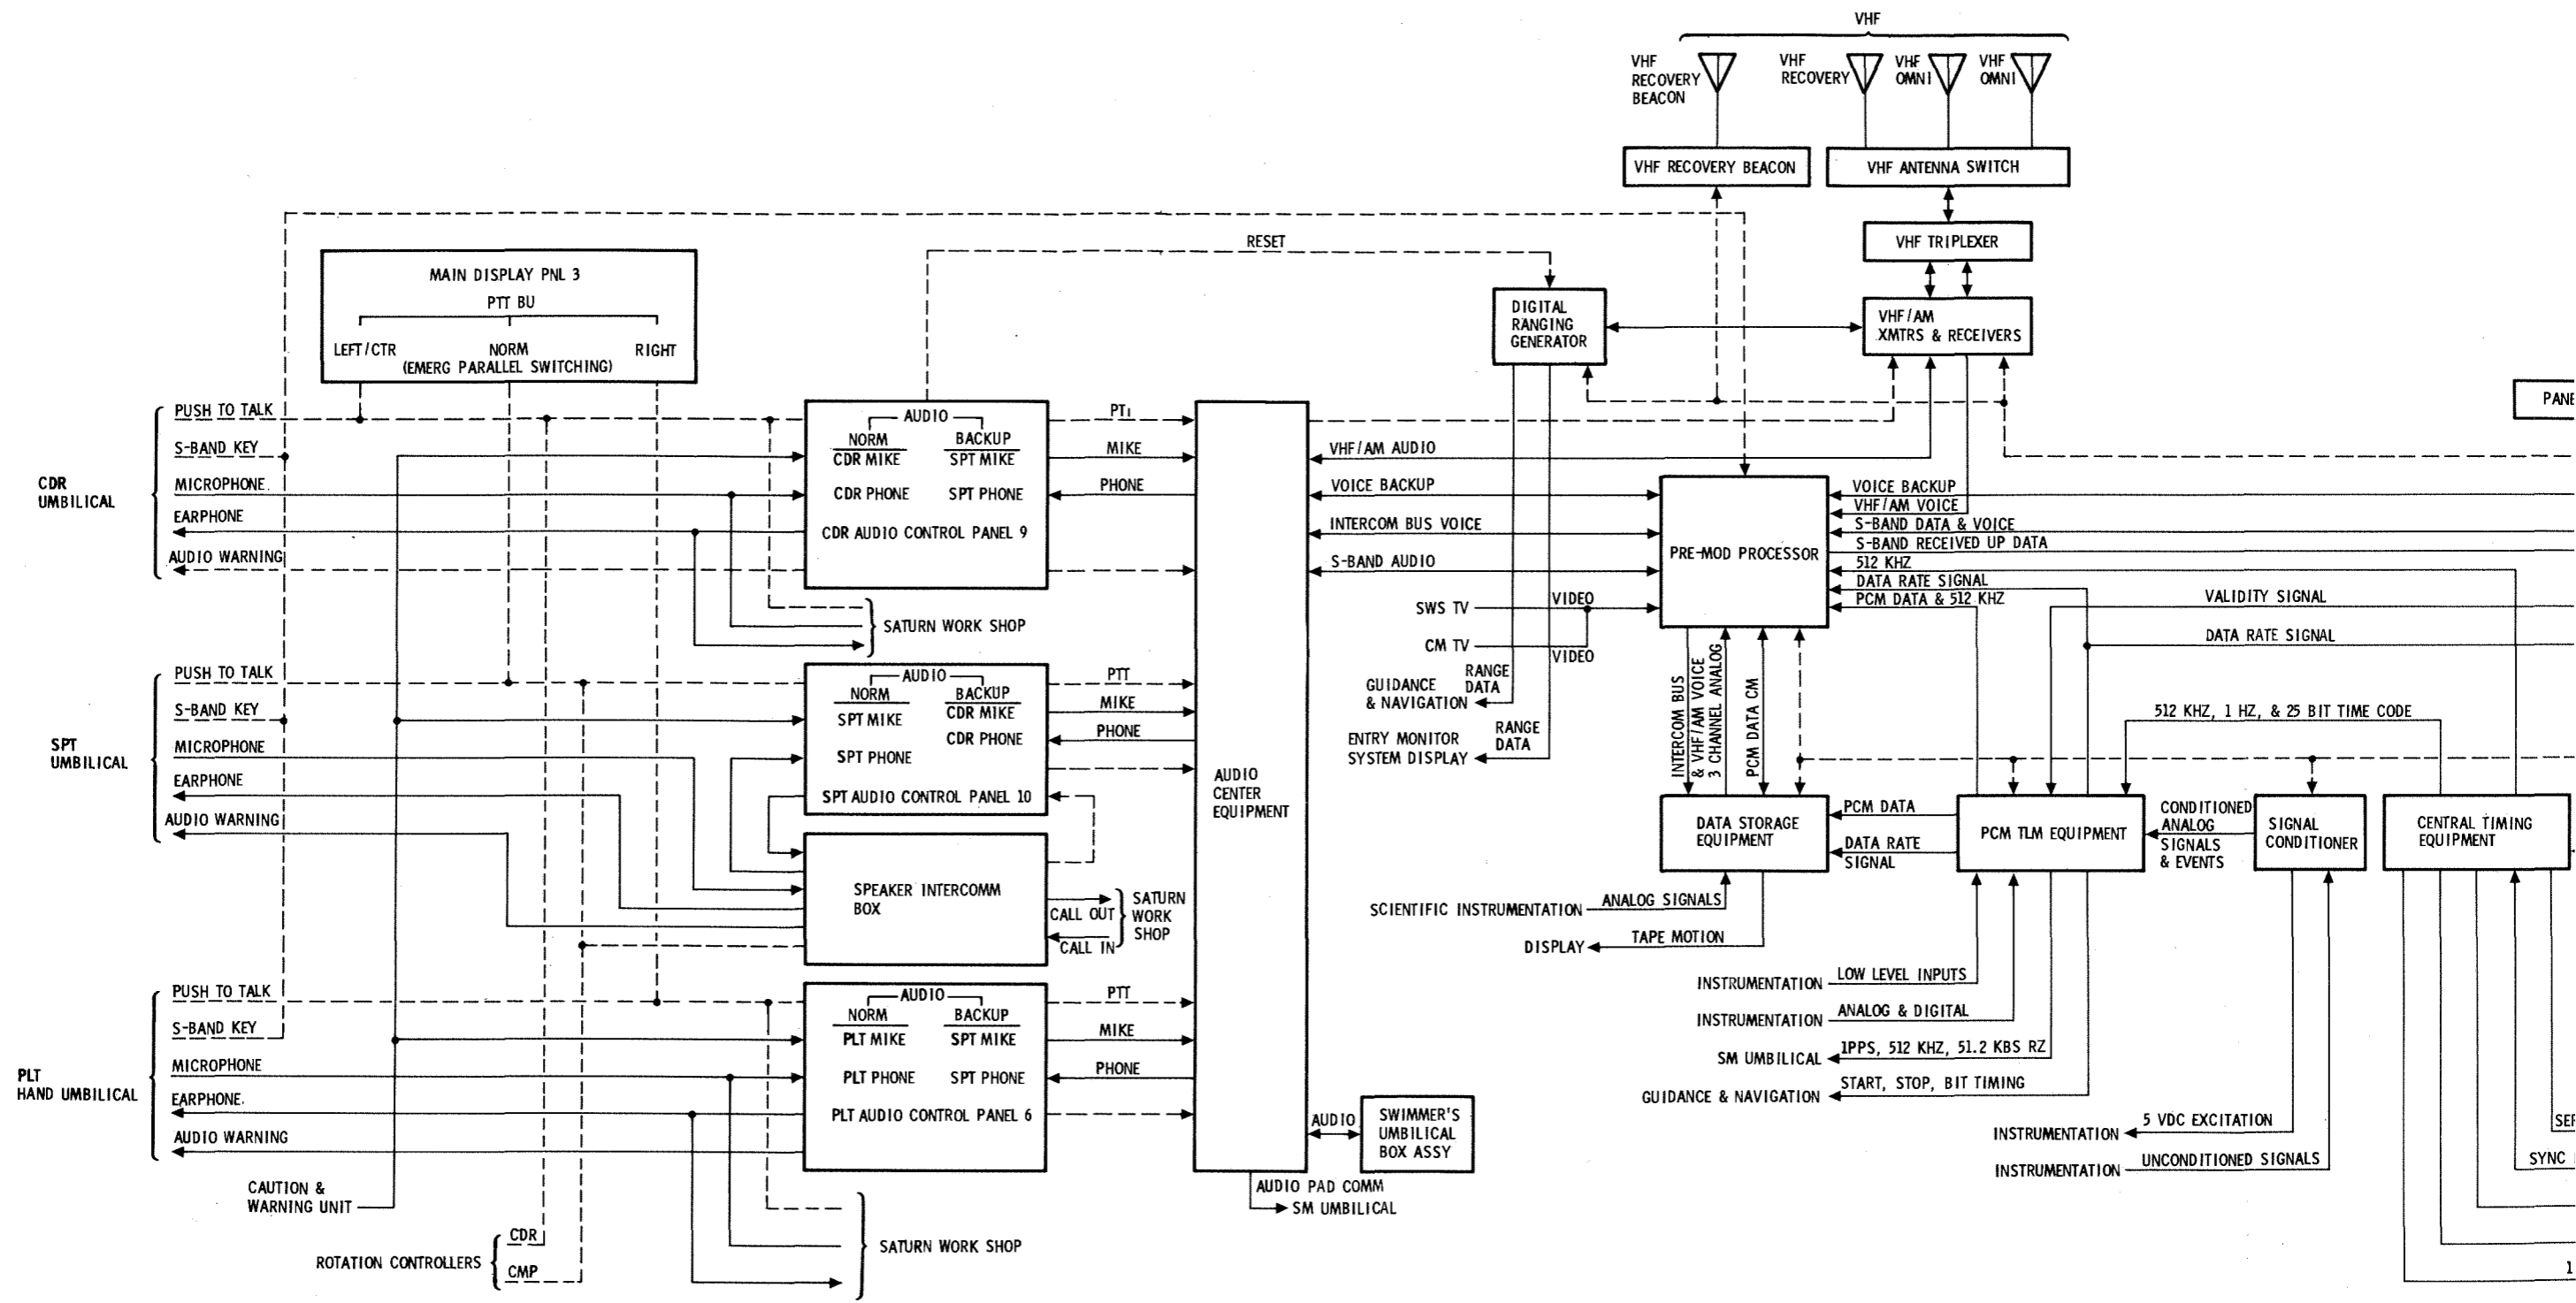 VHF
VHF
RECOVERY
BEACON
VHF
RECOVERY
VHF
OMNI
VHF
OMNI
VHF RECOVERY BEACON
VHF ANTENNA SWITCH
VHF TRIPLEXER
RESET
MAIN DISPLAY PNL 3
PTT BU
LEFT/CTR
NORM
RIGHT
(EMERG PARALLEL SWITCHING)
DIGITAL
RANGING
GENERATOR
VHF/AM
XMTRS & RECEIVERS
CDR
UMBILICAL
PUSH TO TALK
S-BAND KEY
MICROPHONE
EARPHONE
AUDIO WARNING
AUDIO
NORM
BACKUP
CDR MIKE
SPT MIKE
CDR PHONE
SPT PHONE
CDR AUDIO CONTROL PANEL 9
MIKE
PHONE
SATURN WORK SHOP
SPT
UMBILICAL
PUSH TO TALK
S-BAND KEY
MICROPHONE
EARPHONE
AUDIO WARNING
AUDIO
NORM
BACKUP
SPT MIKE
CDR MIKE
CDR PHONE
SPT PHONE
SPT AUDIO CONTROL PANEL 10
PTT
MIKE
PHONE
SPEAKER INTERCOMM
BOX
CALL OUT
CALL IN
SATURN
WORK
SHOP
PLT
HAND UMBILICAL
PUSH TO TALK
S-BAND KEY
MICROPHONE
EARPHONE
AUDIO WARNING
AUDIO
NORM
BACKUP
PLT MIKE
SPT MIKE
PLT PHONE
SPT PHONE
PLT AUDIO CONTROL PANEL 6
PTT
MIKE
PHONE
CAUTION &
WARNING UNIT
ROTATION CONTROLLERS
CDR
CMP
SATURN WORK SHOP
AUDIO
CENTER
EQUIPMENT
AUDIO
SWIMMER'S
UMBILICAL
BOX ASSY
AUDIO PAD COMM
SM UMBILICAL
VHF/AM AUDIO
VOICE BACKUP
INTERCOM BUS VOICE
S-BAND AUDIO
SWS TV
VIDEO
CM TV
VIDEO
RANGE
DATA
GUIDANCE
& NAVIGATION
RANGE
DATA
ENTRY MONITOR
SYSTEM DISPLAY
PRE-MOD PROCESSOR
VOICE BACKUP
VHF/AM VOICE
S-BAND DATA & VOICE
S-BAND RECEIVED UP DATA
512 KHZ
DATA RATE SIGNAL
PCM DATA & 512 KHZ
VALIDITY SIGNAL
DATA RATE SIGNAL
512 KHZ, 1 HZ, & 25 BIT TIME CODE
INTERCOM BUS
& VHF/AM VOICE
3 CHANNEL ANALOG
PCM DATA CM
DATA STORAGE
EQUIPMENT
PCM DATA
DATA RATE
SIGNAL
PCM TLM EQUIPMENT
CONDITIONED
ANALOG
SIGNALS
& EVENTS
SIGNAL
CONDITIONER
CENTRAL TIMING
EQUIPMENT
SCIENTIFIC INSTRUMENTATION
ANALOG SIGNALS
DISPLAY
TAPE MOTION
INSTRUMENTATION
LOW LEVEL INPUTS
INSTRUMENTATION
ANALOG & DIGITAL
SM UMBILICAL
1PPS, 512 KHZ, 51.2 KBS RZ
GUIDANCE & NAVIGATION
START, STOP, BIT TIMING
INSTRUMENTATION
5 VDC EXCITATION
INSTRUMENTATION
UNCONDITIONED SIGNALS
SYNC